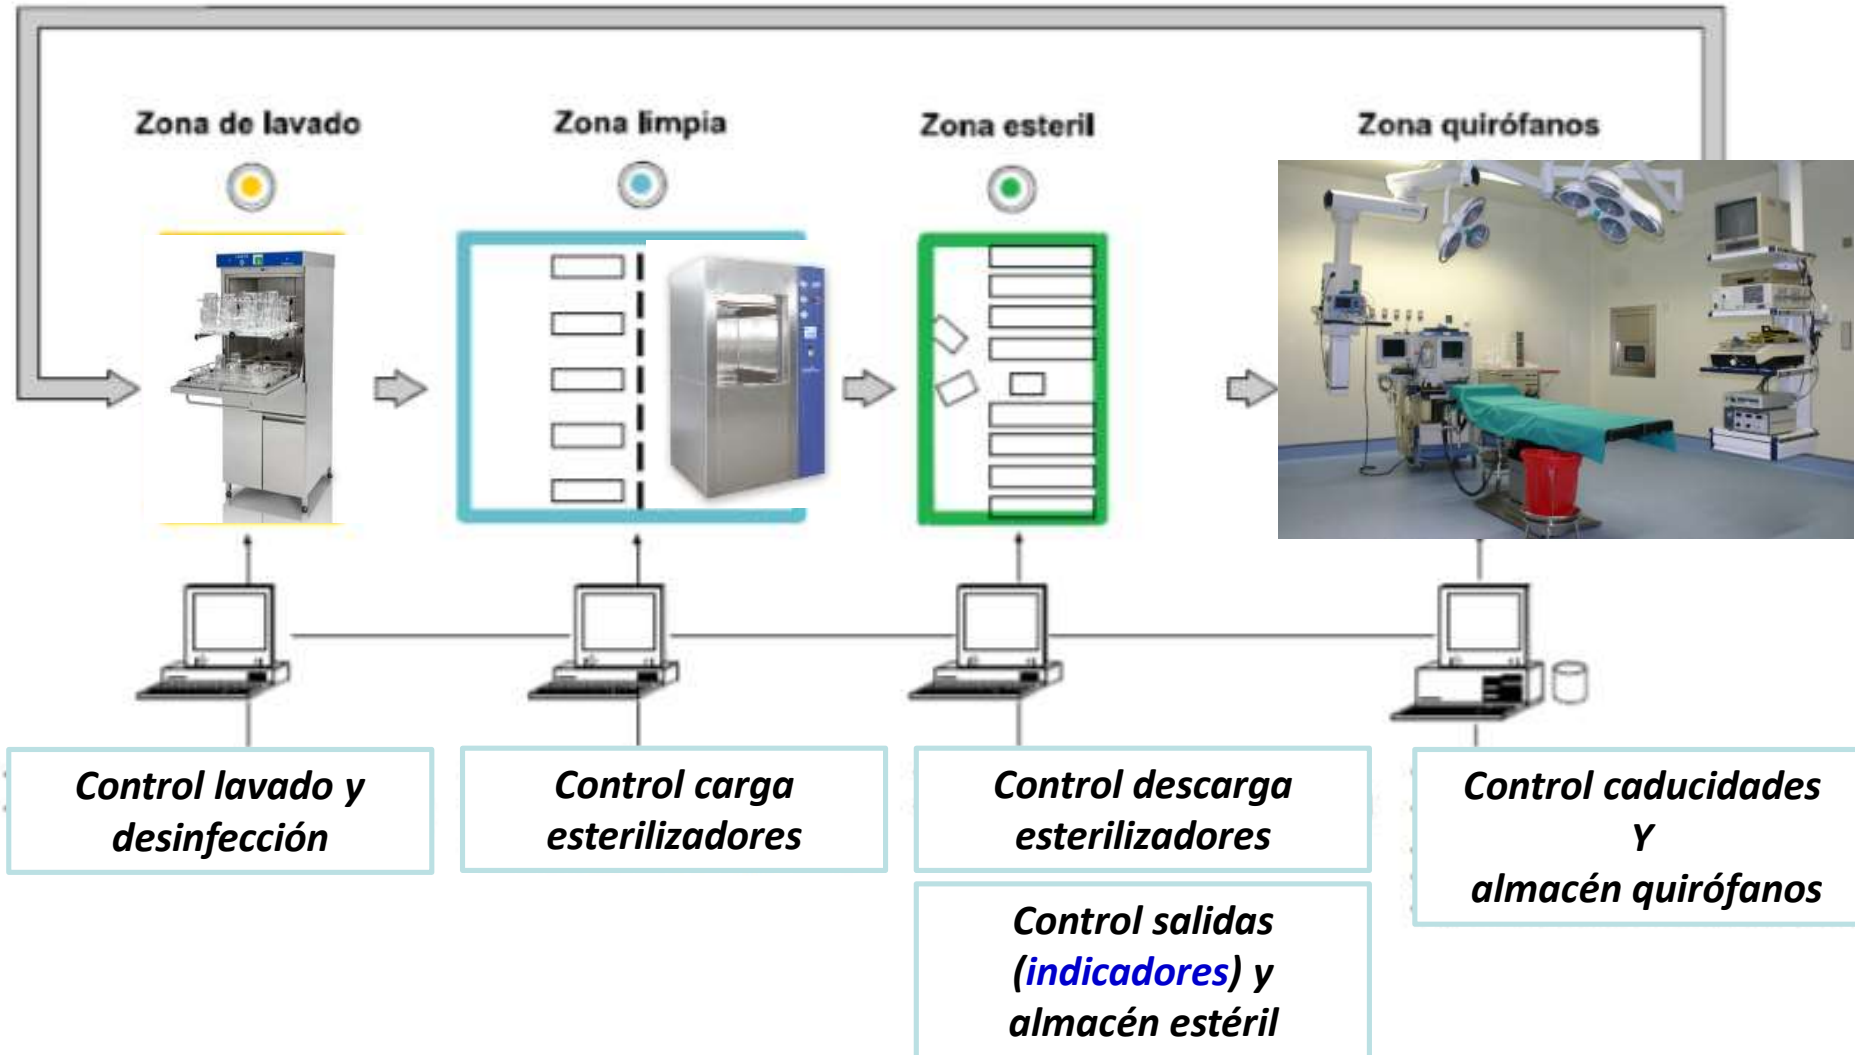 Zona de lavado
Zona limpia
Zona esteril
Zona quirófanos
Control lavado y
desinfección
Control carga
esterilizadores
Control descarga
esterilizadores
Control salidas
(indicadores) y
almacén estéril
Control caducidades
Y
almacén quirófanos